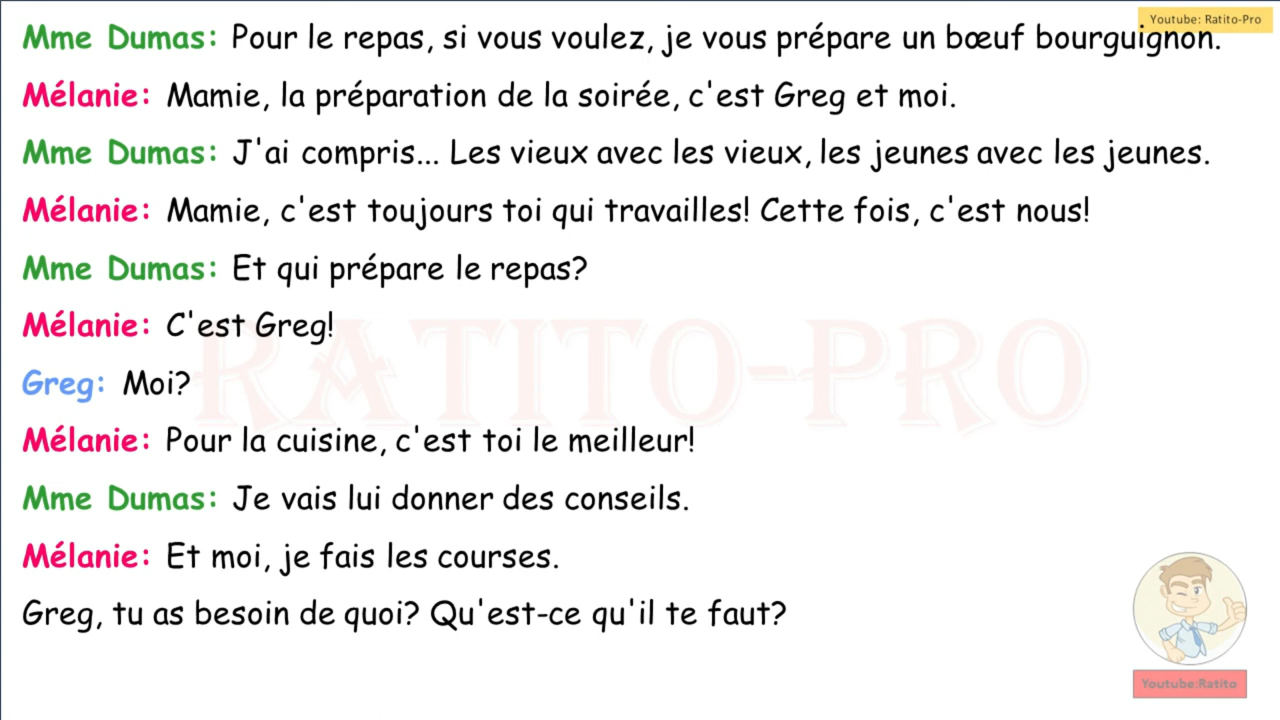 Youtube: Ratito-Pro
Mme Dumas: Pour le repas, si vous voulez, je vous prépare un bœuf bourguignon.
Mélanie: Mamie, la préparation de la soirée, c'est Greg et moi.
Mme Dumas: J'ai compris... Les vieux avec les vieux, les jeunes avec les jeunes.
Mélanie: Mamie, c'est toujours toi qui travailles! Cette fois, c'est nous!
Mme Dumas: Et qui prépare le repas?
Mélanie: C'est Greg!
RATITO-PRO
Greg: Moi?
Mélanie: Pour la cuisine, c'est toi le meilleur!
Mme Dumas: Je vais lui donner des conseils.
Mélanie: Et moi, je fais les courses.
Greg, tu as besoin de quoi? Qu'est-ce qu'il te faut?
Youtube:Ratito